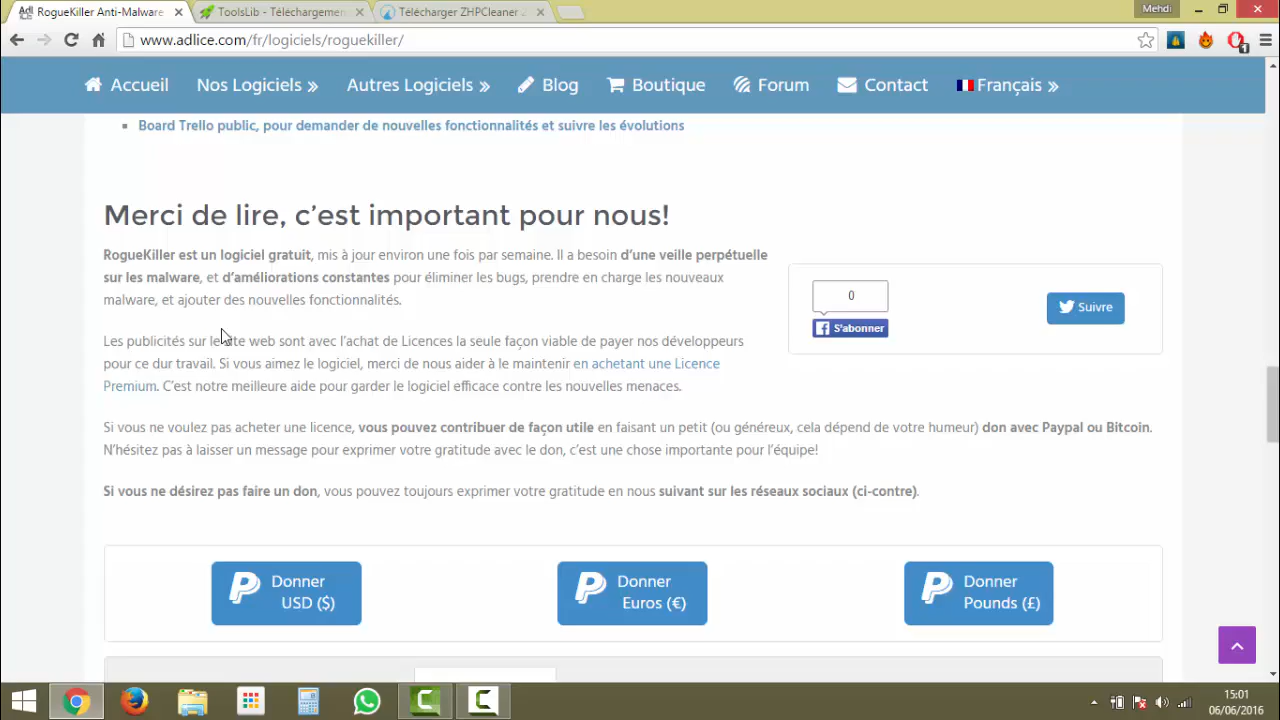 RogueKiller Anti-Malware
ToolsLib - Téléchargemen
Télécharger ZHPCleaner
Mehdi
www.adlice.com/fr/logiciels/roguekiller/
1
Accueil
Nos Logiciels »
Autres Logiciels »
Blog
Boutique
Forum
Contact
Français »
Board Trello public, pour demander de nouvelles fonctionnalités et suivre les évolutions
Merci de lire, c’est important pour nous!
RogueKiller est un logiciel gratuit, mis à jour environ une fois par semaine. Il a besoin d’une veille perpétuelle
sur les malware, et d’améliorations constantes pour éliminer les bugs, prendre en charge les nouveaux
malware, et ajouter des nouvelles fonctionnalités.
0
S'abonner
Suivre
Les publicités sur le site web sont avec l’achat de Licences la seule façon viable de payer nos développeurs
pour ce dur travail. Si vous aimez le logiciel, merci de nous aider à le maintenir en achetant une Licence
Premium. C’est notre meilleure aide pour garder le logiciel efficace contre les nouvelles menaces.
Si vous ne voulez pas acheter une licence, vous pouvez contribuer de façon utile en faisant un petit (ou généreux, cela dépend de votre humeur) don avec Paypal ou Bitcoin.
N’hésitez pas à laisser un message pour exprimer votre gratitude avec le don, c’est une chose importante pour l’équipe!
Si vous ne désirez pas faire un don, vous pouvez toujours exprimer votre gratitude en nous suivant sur les réseaux sociaux (ci-contre).
Donner
USD ($)
Donner
Euros (€)
Donner
Pounds (£)
15:01
06/06/2016